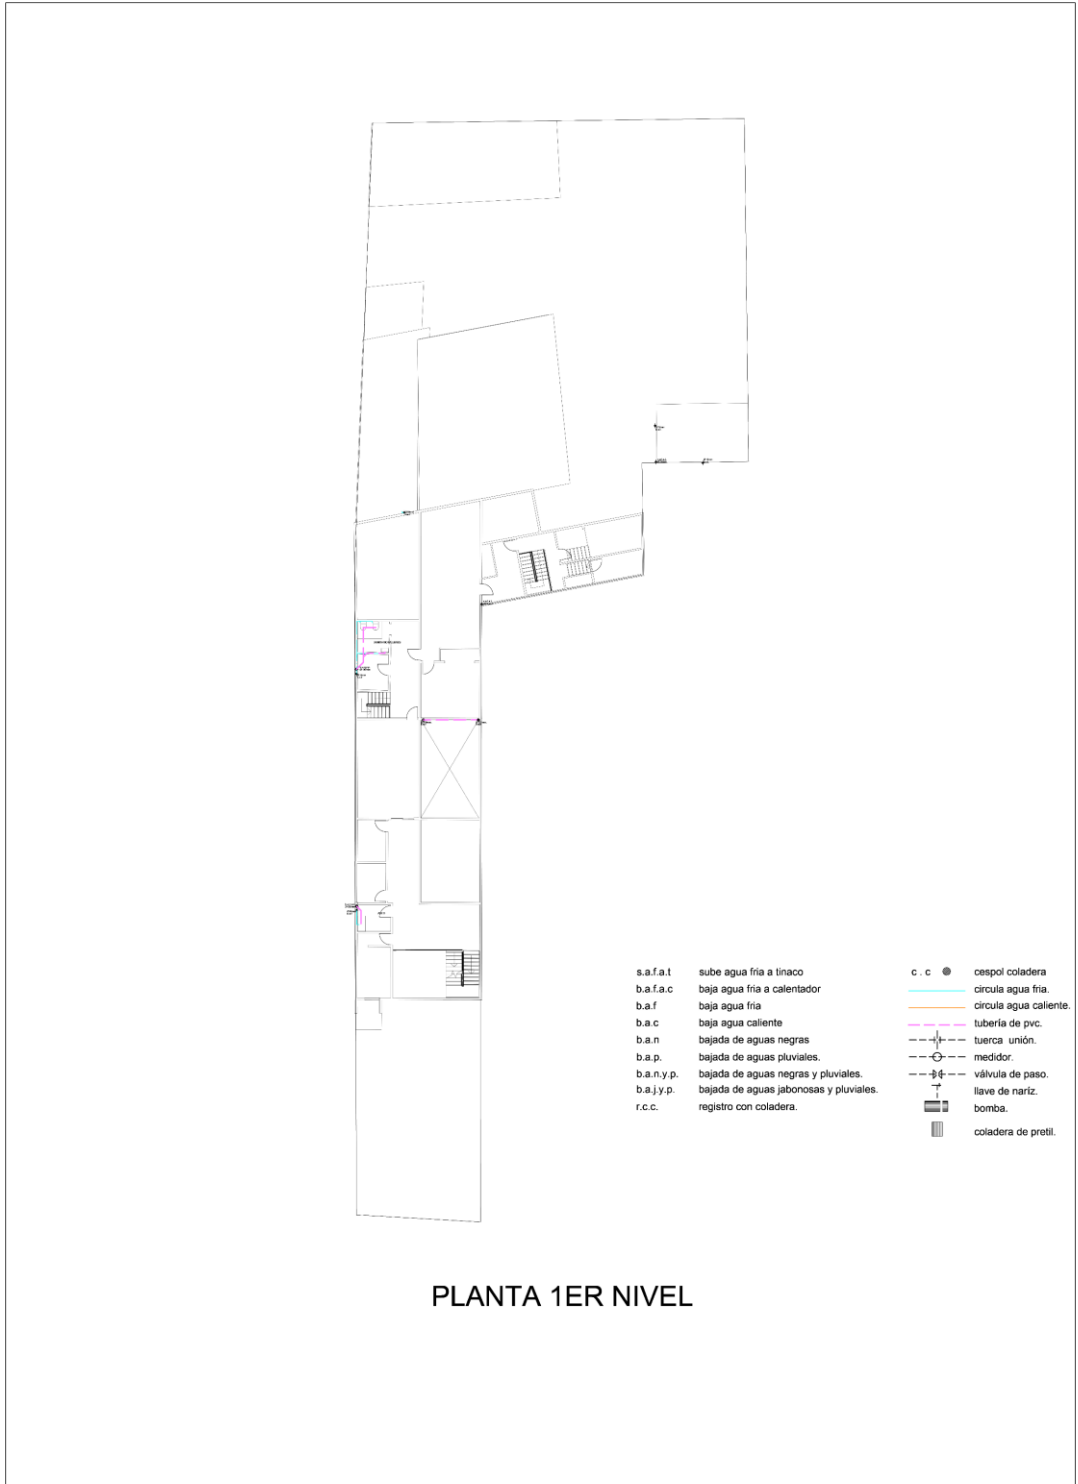 s.a.f.a.t sube agua fria a tinaco
b.a.f.a.c baja agua fria a calentador
b.a.f baja agua fria
b.a.c baja agua caliente
b.a.n bajada de aguas negras
b.a.p. bajada de aguas pluviales.
b.a.n.y.p. bajada de aguas negras y pluviales.
b.a.j.y.p. bajada de aguas jabonosas y pluviales.
r.c.c. registro con coladera.
c . c cespol coladera
circula agua fria.
circula agua caliente.
tubería de pvc.
tuerca unión.
medidor.
válvula de paso.
llave de naríz.
bomba.
coladera de pretil.
PLANTA 1ER NIVEL